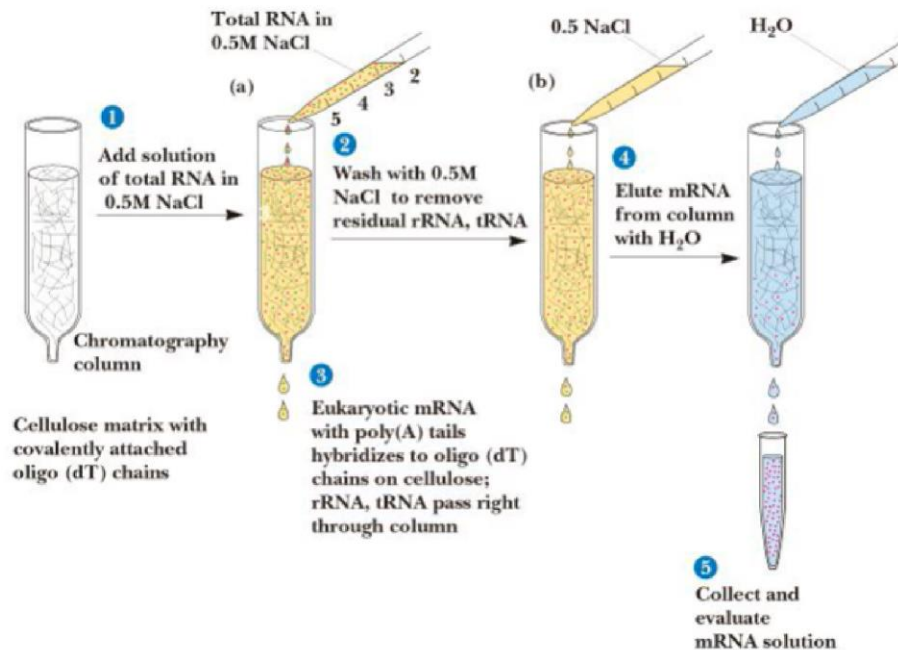 Total RNA in
0.5M NaCl
(a)
2
3
4
5
0.5 NaCl
(b)
H₂O
1
Add solution
of total RNA in
0.5M NaCl
2
Wash with 0.5M
NaCl to remove
residual rRNA, tRNA
4
Elute mRNA
from column
with H₂O
Chromatography
column
Cellulose matrix with
covalently attached
oligo (dT) chains
3
Eukaryotic mRNA
with poly(A) tails
hybridizes to oligo (dT)
chains on cellulose;
rRNA, tRNA pass right
through column
5
Collect and
evaluate
mRNA solution